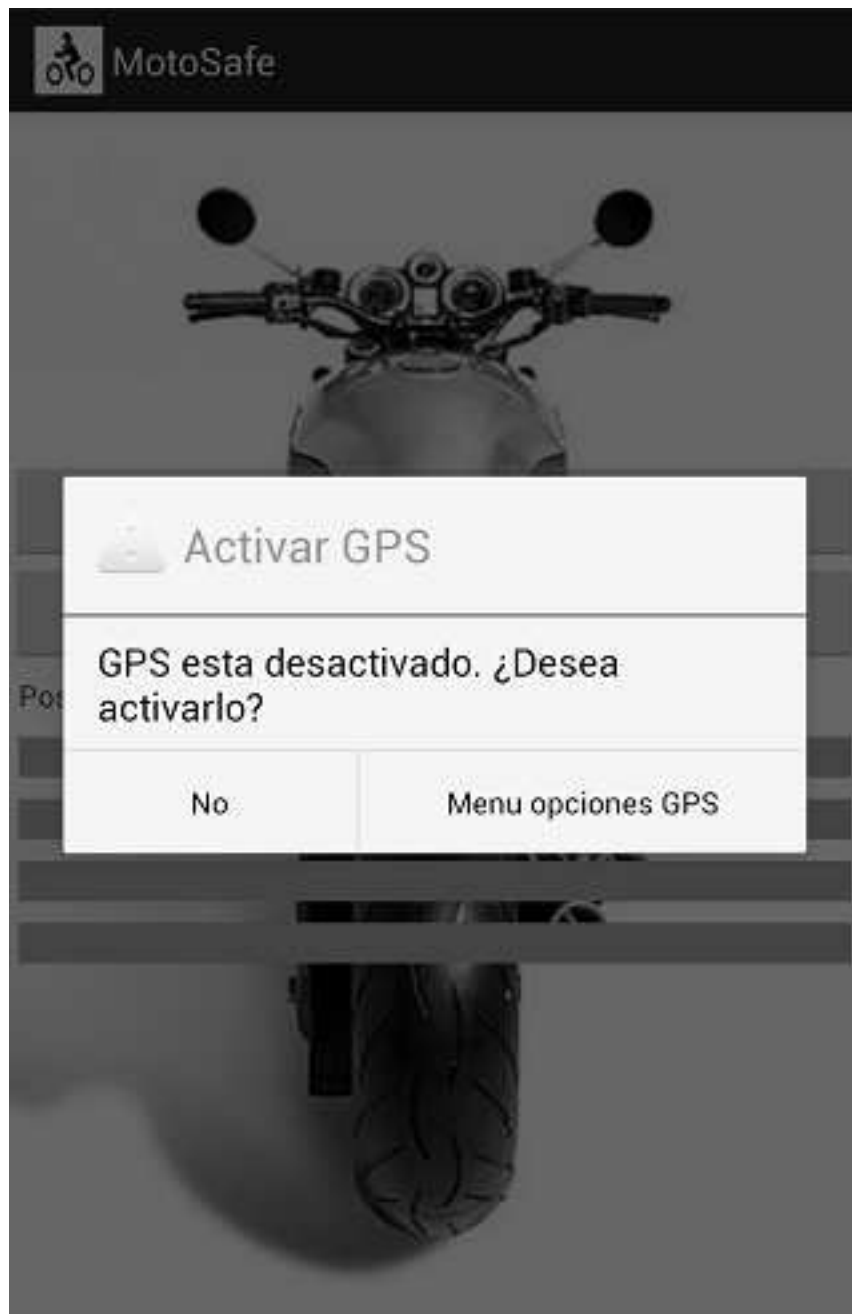 MotoSafe
Activar GPS
GPS esta desactivado. ¿Desea
activarlo?
No
Menu opciones GPS